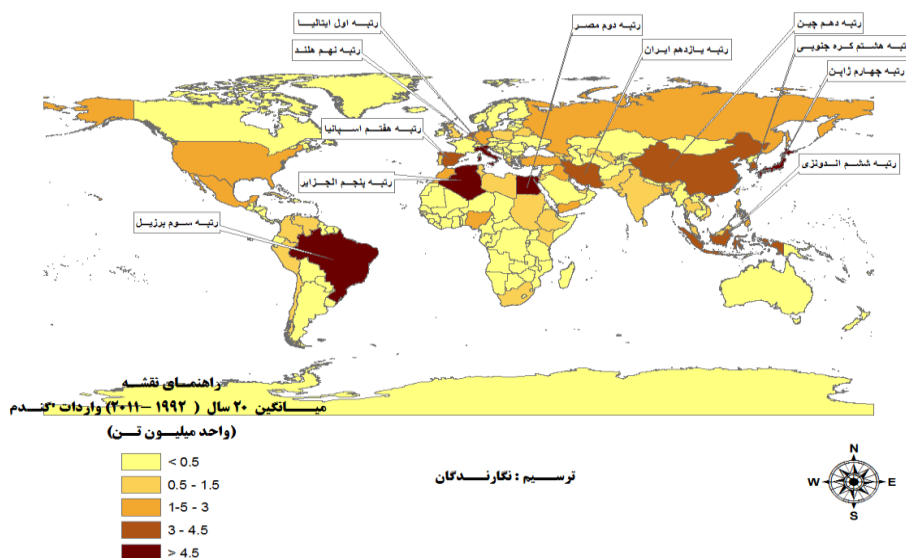 رتبه اول ایتالیا
رتبه نهم هلند
رتبه دوم مصر
رتبه یازدهم ایران
رتبه دهم چین
تبه هشتم کره جنوبی
رتبه چهارم ژاپن
رتبه هفتم اسپانیا
رتبه ششم اندونزی
رتبه پنجم الجزایر
رتبه سوم برزیل
راهنمای نقشه
میانگین ۲۰ سال ( ۱۹۹۲ –۲۰۱۱) واردات گندم
(واحد میلیون تن)
< 0.5
0.5 - 1.5
1-5 - 3
3 - 4.5
> 4.5
ترسیم : نگارندگان
N
W E
S